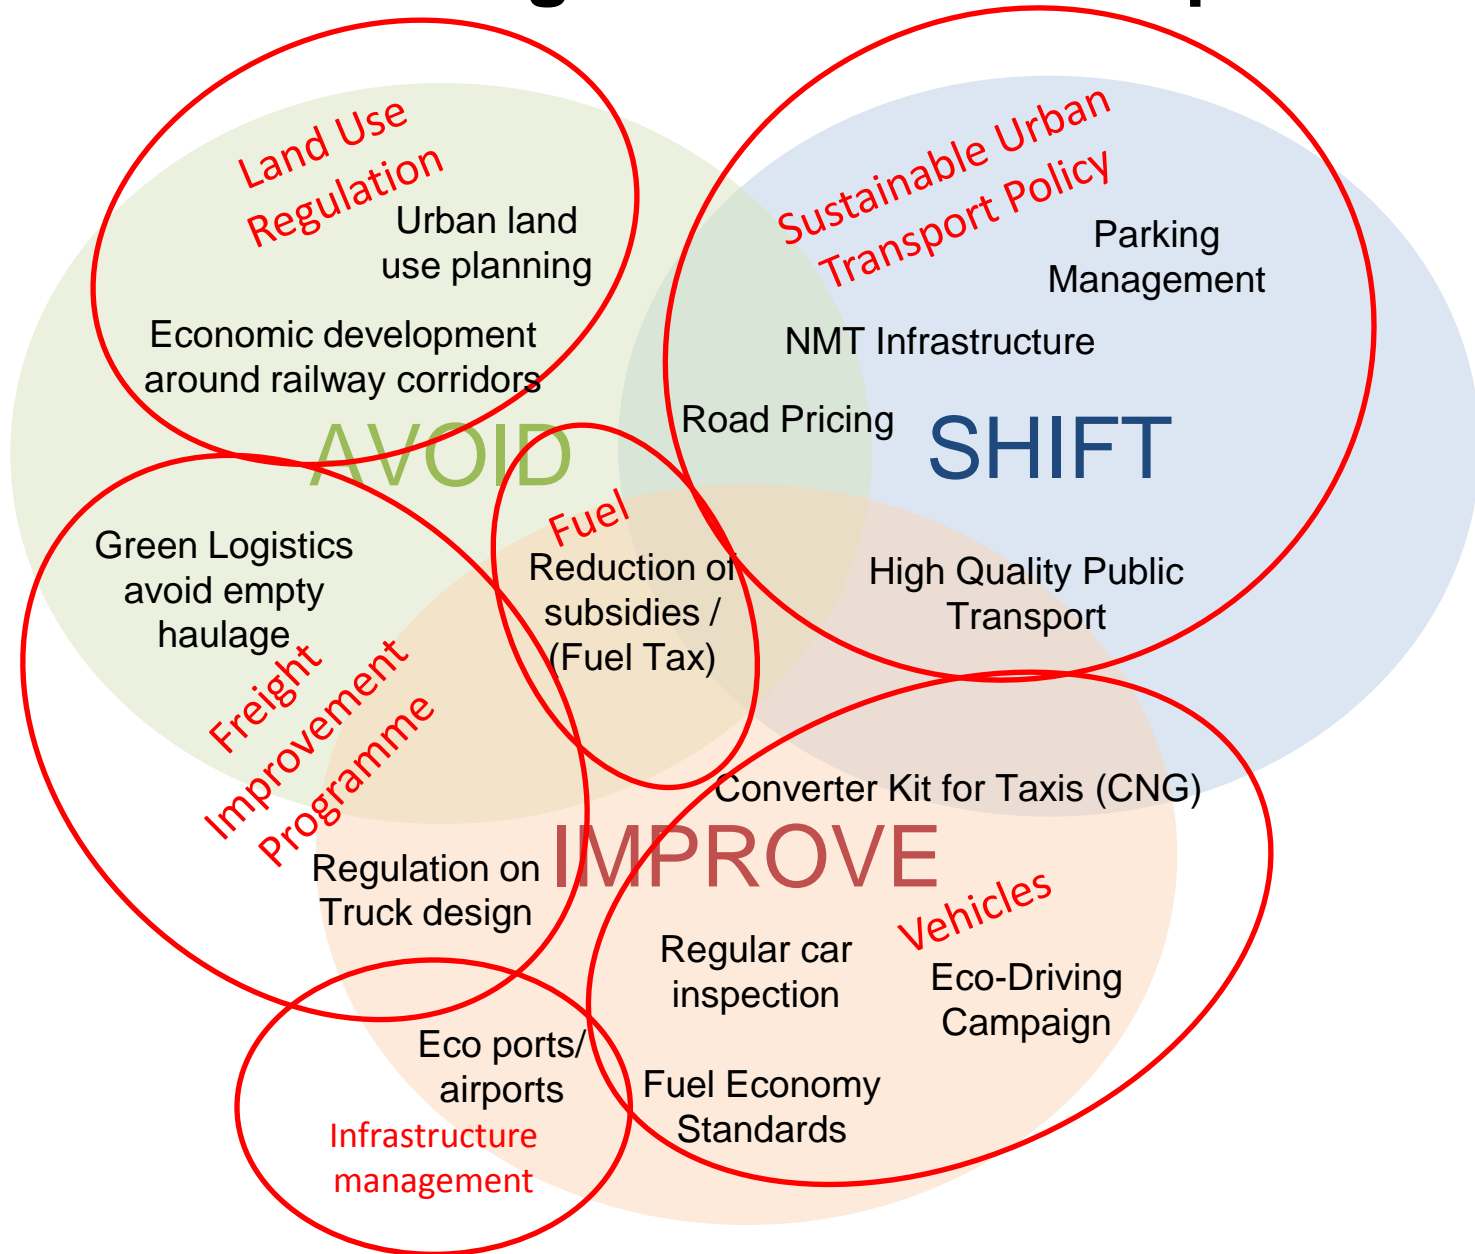 Land Use
Regulation
Urban land
use planning
Economic development
around railway corridors
AVOID
Sustainable Urban
Transport Policy
Parking
Management
NMT Infrastructure
Road Pricing
SHIFT
Green Logistics
avoid empty
haulage
Freight
Improvement
Programme
Fuel
Reduction of
subsidies /
(Fuel Tax)
High Quality Public
Transport
Converter Kit for Taxis (CNG)
IMPROVE
Regulation on
Truck design
Vehicles
Regular car
inspection
Eco-Driving
Campaign
Eco ports/
airports
Fuel Economy
Standards
Infrastructure
management